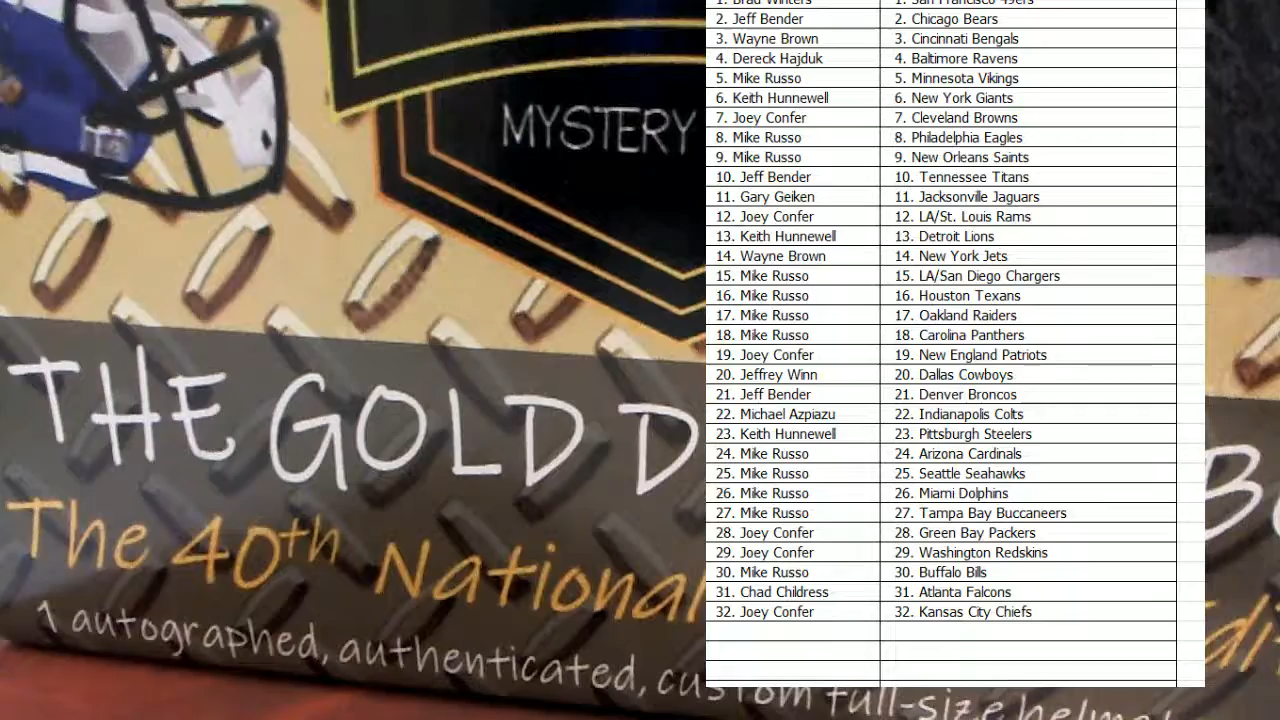 1. Brad Winters 1. San Francisco 49ers
2. Jeff Bender 2. Chicago Bears
3. Wayne Brown 3. Cincinnati Bengals
4. Dereck Hajduk 4. Baltimore Ravens
5. Mike Russo 5. Minnesota Vikings
6. Keith Hunnewell 6. New York Giants
7. Joey Confer 7. Cleveland Browns
8. Mike Russo 8. Philadelphia Eagles
9. Mike Russo 9. New Orleans Saints
10. Jeff Bender 10. Tennessee Titans
11. Gary Geiken 11. Jacksonville Jaguars
12. Joey Confer 12. LA/St. Louis Rams
13. Keith Hunnewell 13. Detroit Lions
14. Wayne Brown 14. New York Jets
15. Mike Russo 15. LA/San Diego Chargers
16. Mike Russo 16. Houston Texans
17. Mike Russo 17. Oakland Raiders
18. Mike Russo 18. Carolina Panthers
19. Joey Confer 19. New England Patriots
20. Jeffrey Winn 20. Dallas Cowboys
21. Jeff Bender 21. Denver Broncos
22. Michael Azpiazu 22. Indianapolis Colts
23. Keith Hunnewell 23. Pittsburgh Steelers
24. Mike Russo 24. Arizona Cardinals
25. Mike Russo 25. Seattle Seahawks
26. Mike Russo 26. Miami Dolphins
27. Mike Russo 27. Tampa Bay Buccaneers
28. Joey Confer 28. Green Bay Packers
29. Joey Confer 29. Washington Redskins
30. Mike Russo 30. Buffalo Bills
31. Chad Childress 31. Atlanta Falcons
32. Joey Confer 32. Kansas City Chiefs
MYSTERY
THE GOLD D
The 40th National
1 autographed, authenticated, custom full-size helmet